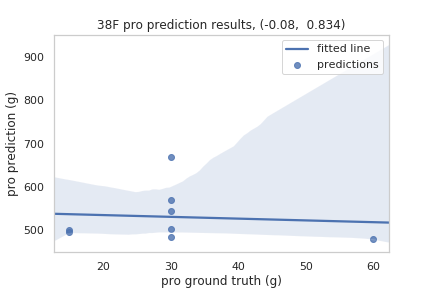 38F pro prediction results, (-0.08, 0.834)
fitted line
predictions
pro prediction (g)
900
800
700
600
500
20 30 40 50 60
pro ground truth (g)